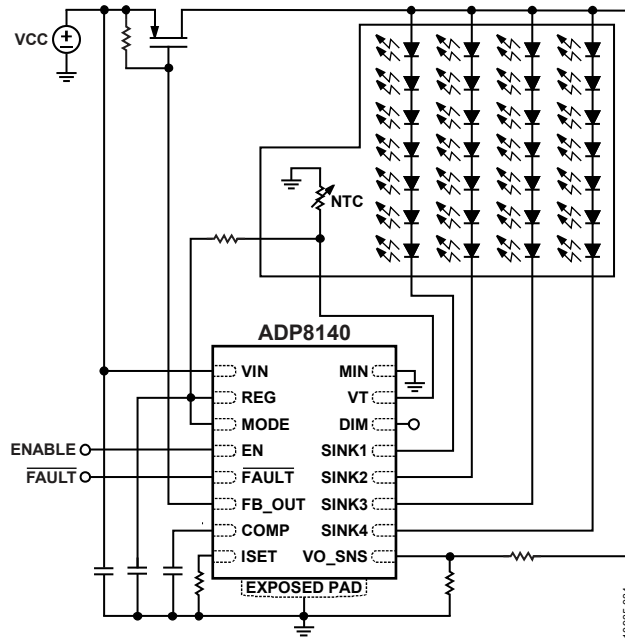 VCC
NTC
ADP8140
VIN
REG
MODE
EN
FAULT
FB_OUT
COMP
ISET
MIN
VT
DIM
SINK1
SINK2
SINK3
SINK4
VO_SNS
ENABLE
FAULT
EXPOSED PAD